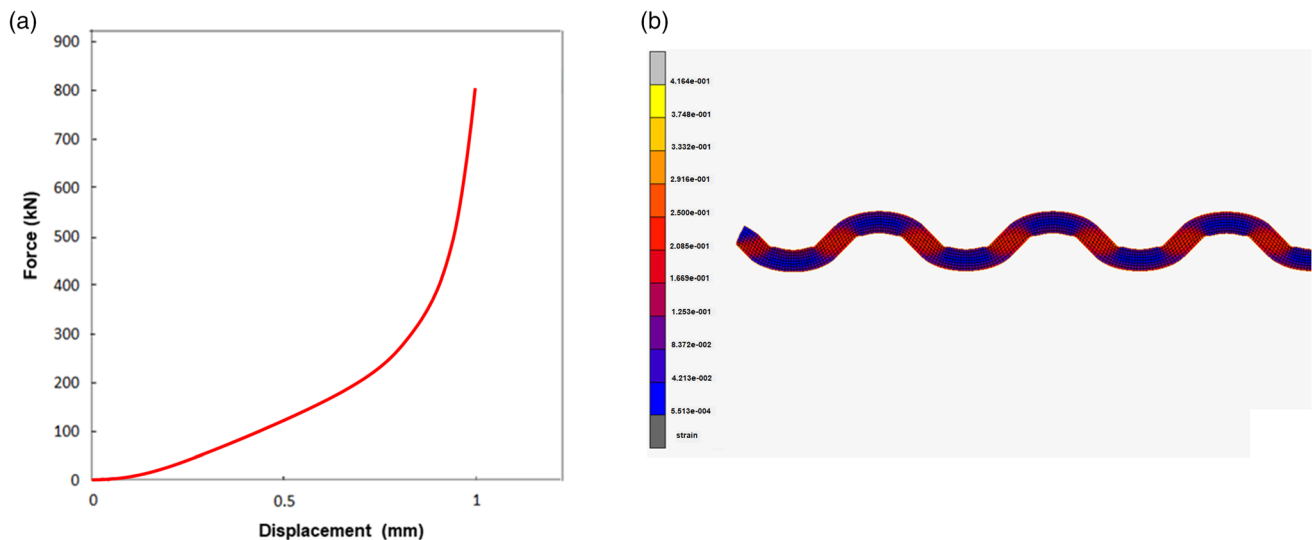 (a)
900
800
700
600
500
400
300
200
100
0
Force (kN)
0 0.5 1
Displacement (mm)
(b)
4.164e-001
3.748e-001
3.332e-001
2.916e-001
2.500e-001
2.085e-001
1.669e-001
1.253e-001
8.372e-002
4.213e-002
5.513e-004
strain